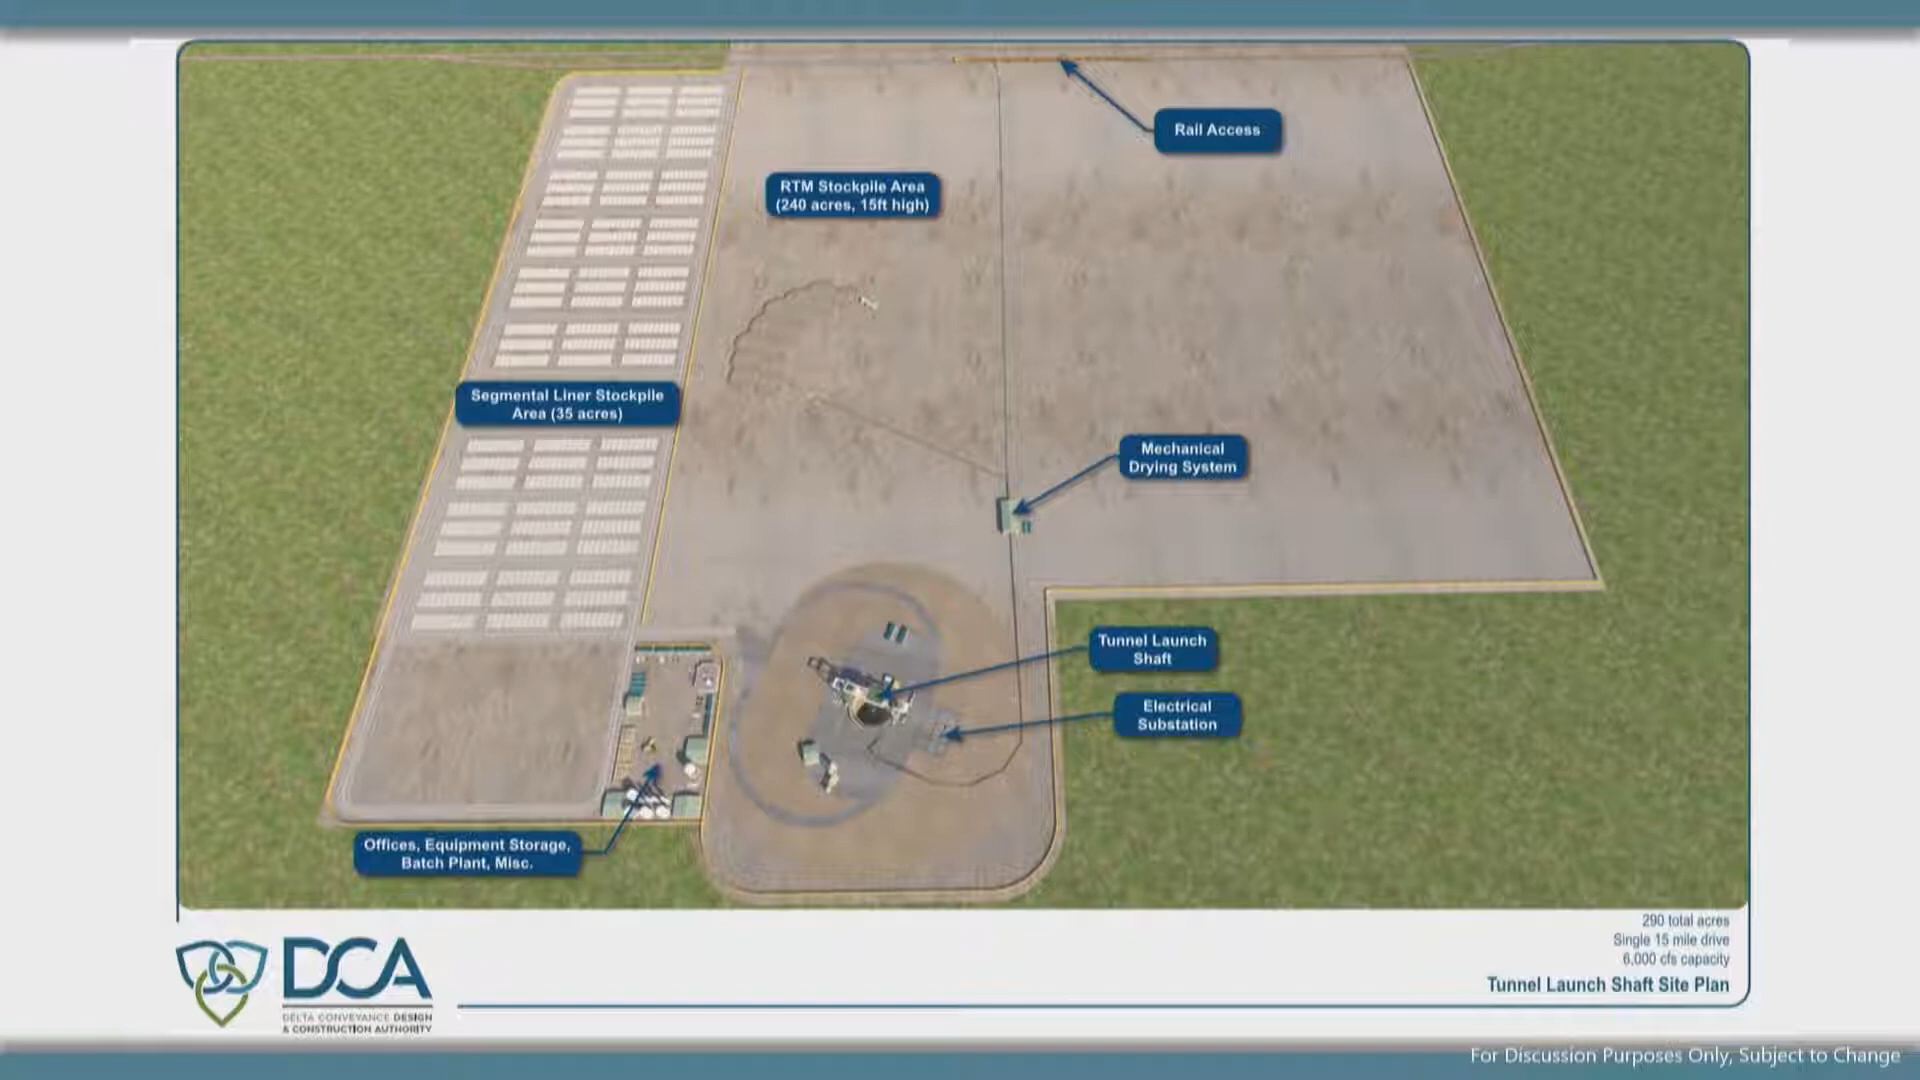 Rail Access
RTM Stockpile Area
(240 acres, 15ft high)
Segmental Liner Stockpile
Area (35 acres)
Mechanical
Drying System
Tunnel Launch
Shaft
Electrical
Substation
Offices, Equipment Storage,
Batch Plant, Misc.
290 total acres
Single 15 mile drive
6,000 cfs capacity
Tunnel Launch Shaft Site Plan
DCA
DELTA CONVEYANCE DESIGN
& CONSTRUCTION AUTHORITY
For Discussion Purposes Only, Subject to Change